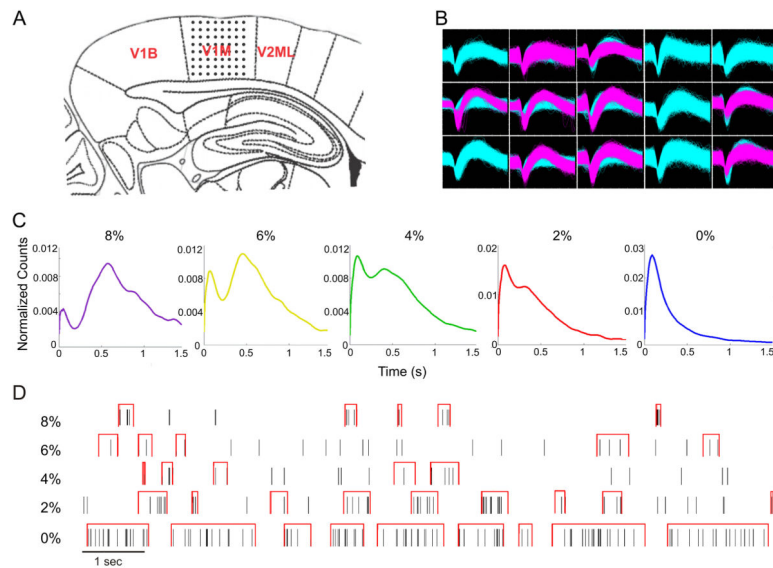 A
V1B V1M V2ML
B
C
8% 6% 4% 2% 0%
Normalized Counts
0.012 0.008 0.004 0
0 0.5 1 1.5
0.012 0.008 0.004 0
0 0.5 1 1.5
0.012 0.008 0.004 0
0 0.5 1 1.5
0.02 0.01 0
0 0.5 1 1.5
0.03 0.02 0.01 0
0 0.5 1 1.5
Time (s)
D
8%
6%
4%
2%
0%
1 sec